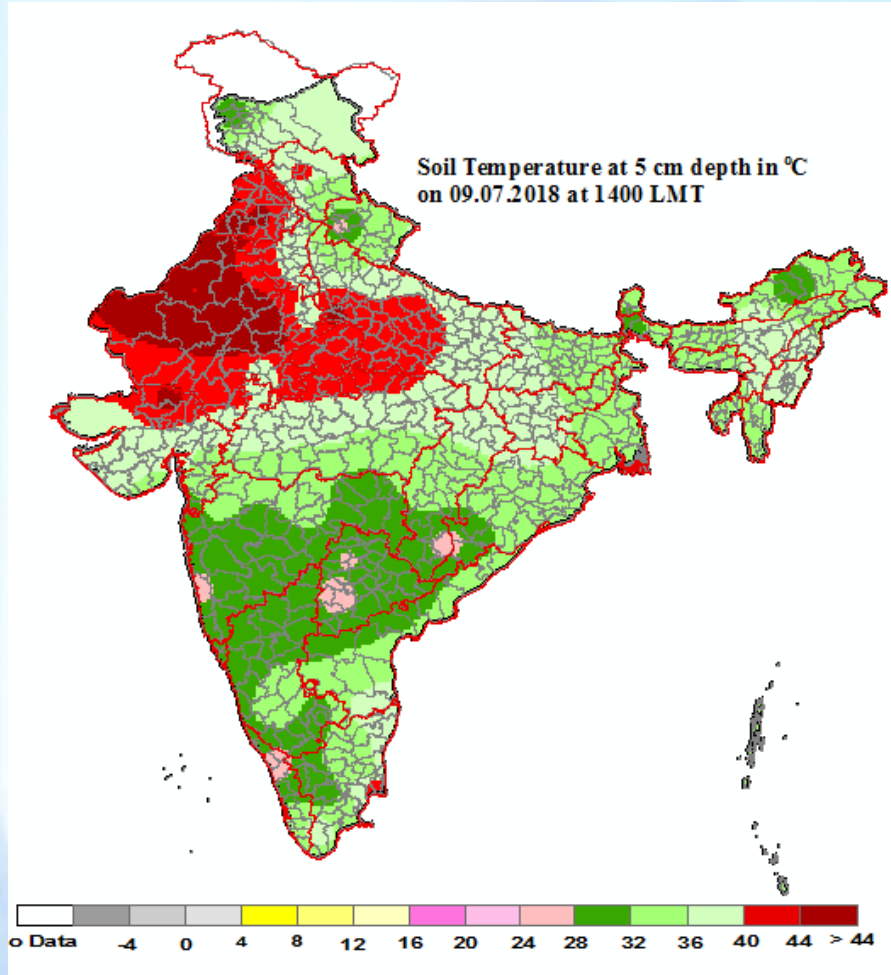 Soil Temperature at 5 cm depth in °C
on 09.07.2018 at 1400 LMT
o Data -4 0 4 8 12 16 20 24 28 32 36 40 44 > 44